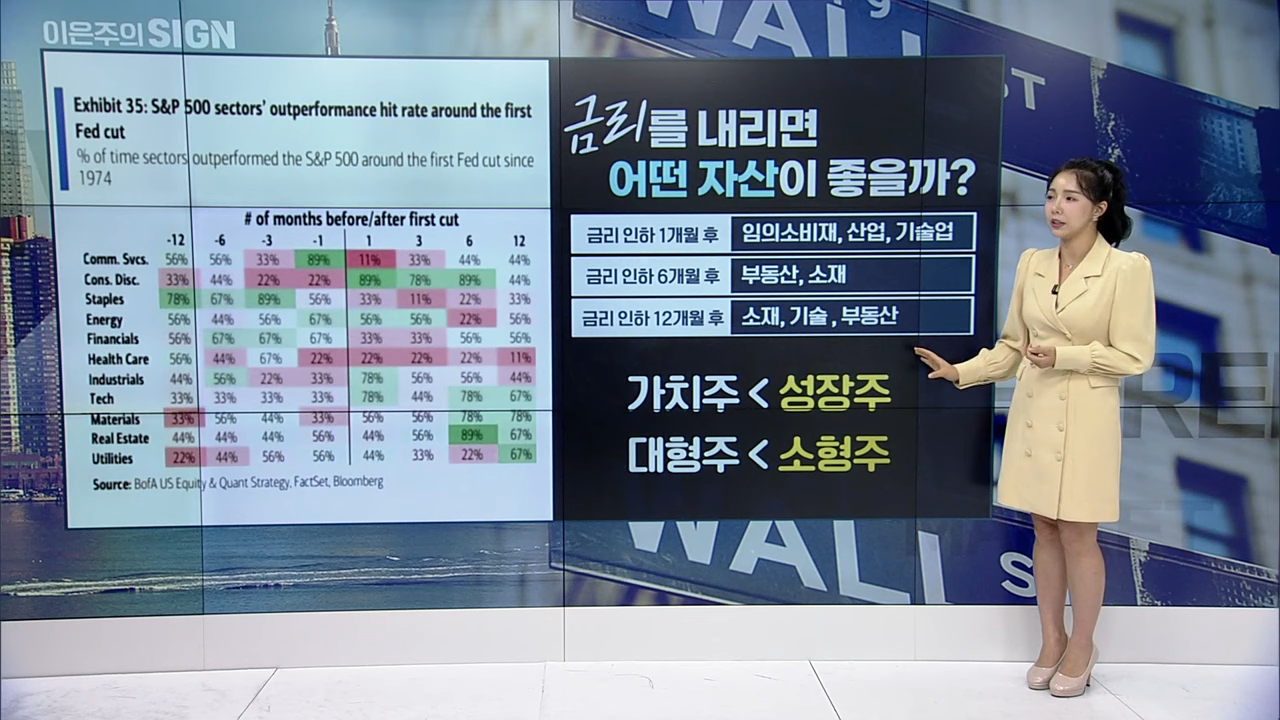 이은주의 SIGN
Exhibit 35: S&P 500 sectors' outperformance hit rate around the first
Fed cut
% of time sectors outperformed the S&P 500 around the first Fed cut since
1974
# of months before/after first cut
-12 -6 -3 -1 1 3 6 12
Comm. Svcs. 56% 56% 33% 89% 11% 33% 44% 44%
Cons. Disc. 33% 44% 22% 22% 89% 78% 89% 44%
Staples 78% 67% 89% 56% 33% 11% 22% 33%
Energy 56% 44% 56% 67% 56% 56% 22% 56%
Financials 56% 67% 67% 67% 33% 33% 56% 56%
Health Care 56% 44% 67% 22% 22% 22% 22% 11%
Industrials 44% 56% 22% 33% 78% 56% 56% 44%
Tech 33% 33% 33% 33% 78% 44% 78% 67%
Materials 33% 56% 44% 33% 56% 56% 78% 78%
Real Estate 44% 44% 44% 56% 44% 56% 89% 67%
Utilities 22% 44% 56% 56% 44% 33% 22% 67%
Source: BofA US Equity & Quant Strategy, FactSet, Bloomberg
금리를 내리면
어떤 자산이 좋을까?
금리 인하 1개월 후 임의소비재, 산업, 기술업
금리 인하 6개월 후 부동산, 소재
금리 인하 12개월 후 소재, 기술 , 부동산
가치주 < 성장주
대형주 < 소형주
WALL ST
WALL S